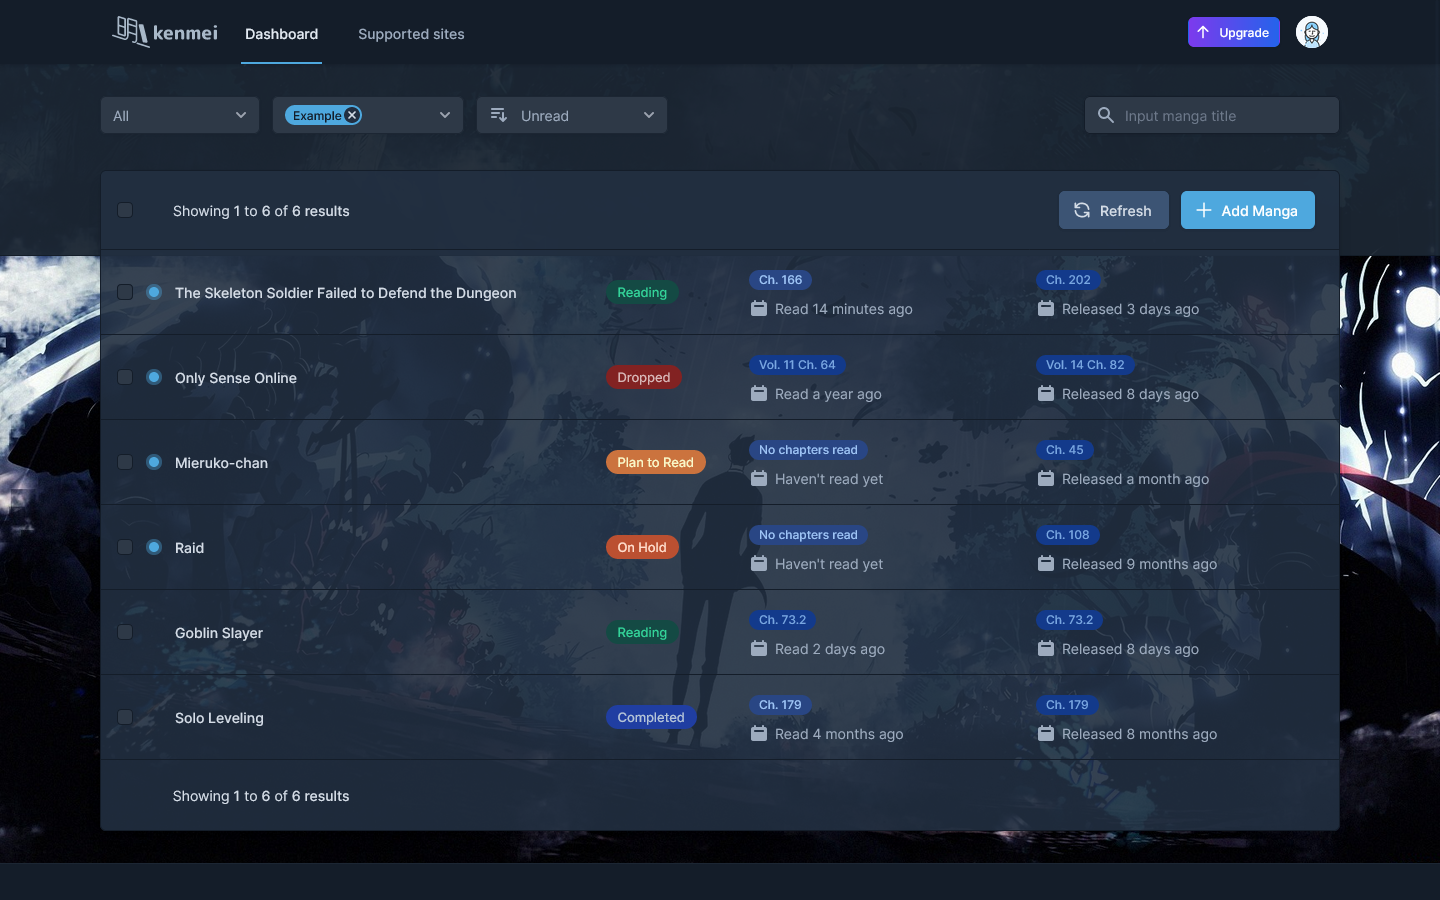 kenmei Dashboard Supported sites Upgrade
All Example Unread Input manga title
Showing 1 to 6 of 6 results Refresh Add Manga
Ch. 166 Ch. 202
The Skeleton Soldier Failed to Defend the Dungeon Reading
Read 14 minutes ago Released 3 days ago
Vol. 11 Ch. 64 Vol. 14 Ch. 82
Only Sense Online Dropped
Read a year ago Released 8 days ago
No chapters read Ch. 45
Mieruko-chan Plan to Read
Haven't read yet Released a month ago
No chapters read Ch. 108
Raid On Hold
Haven't read yet Released 9 months ago
Ch. 73.2 Ch. 73.2
Goblin Slayer Reading
Read 2 days ago Released 8 days ago
Ch. 179 Ch. 179
Solo Leveling Completed
Read 4 months ago Released 8 months ago
Showing 1 to 6 of 6 results